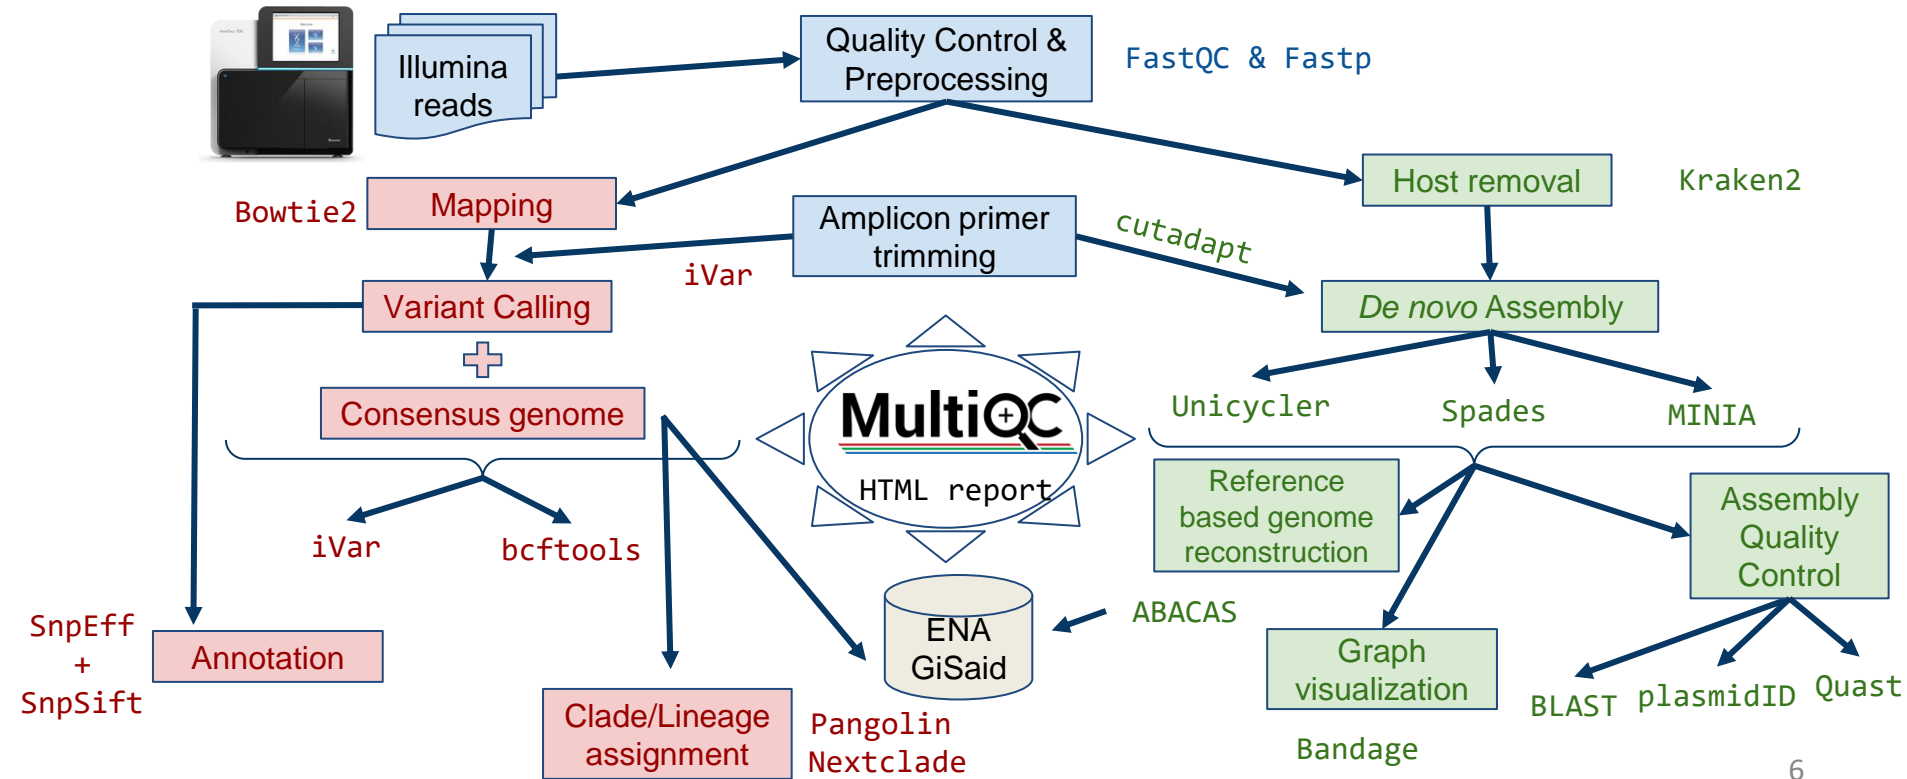 Illumina
reads
Quality Control &
Preprocessing
FastQC & Fastp
Bowtie2
Mapping
Host removal
Kraken2
Amplicon primer
trimming
cutadapt
iVar
Variant Calling
De novo Assembly
Consensus genome
MultiQC
HTML report
Unicycler
Spades
MINIA
Reference
based genome
reconstruction
Assembly
Quality
Control
iVar
bcftools
ENA
GiSaid
ABACAS
SnpEff
+
SnpSift
Annotation
Graph
visualization
BLAST
plasmidID
Quast
Clade/Lineage
assignment
Pangolin
Nextclade
Bandage
6